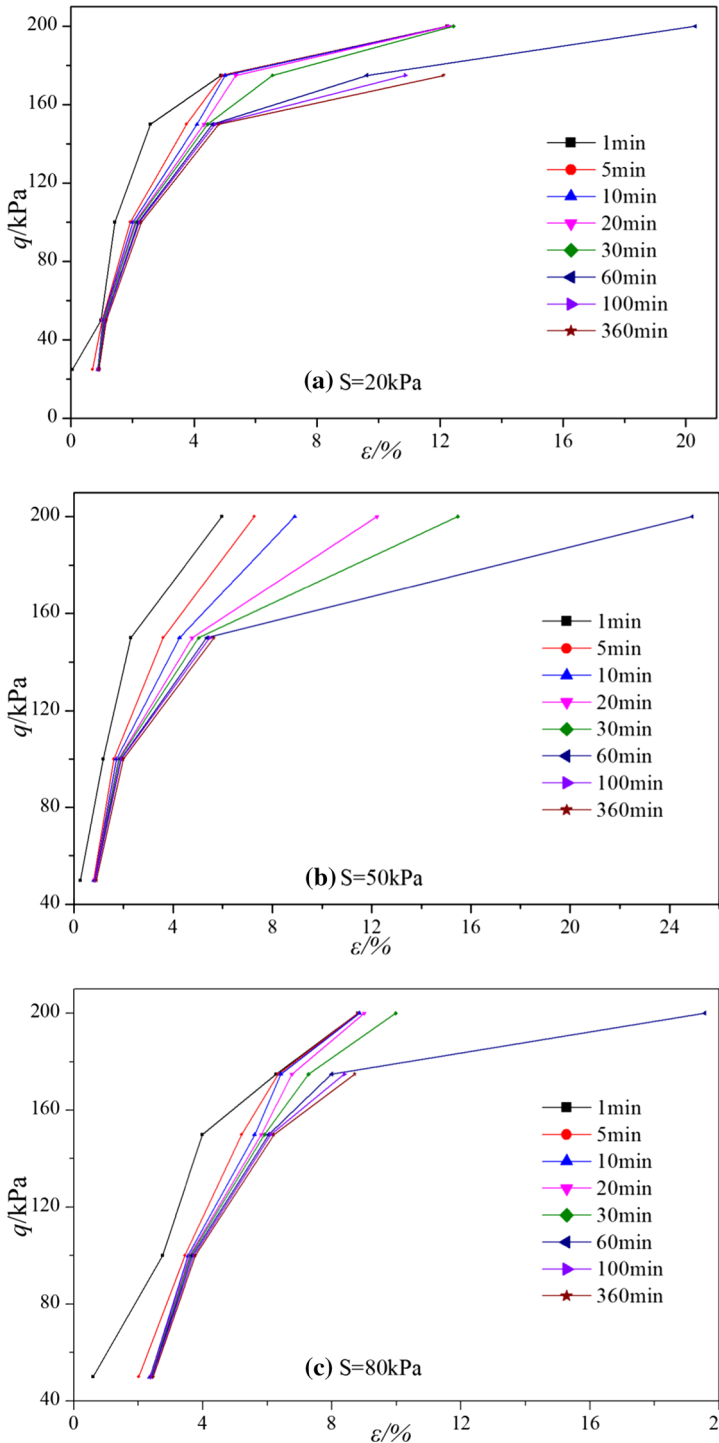 200
160
120
80
40
0
q/kPa
1min
5min
10min
20min
30min
60min
100min
360min
(a) S=20kPa
0 4 8 12 16 20
ε/%
200
160
120
80
40
q/kPa
1min
5min
10min
20min
30min
60min
100min
360min
(b) S=50kPa
0 4 8 12 16 20 24
ε/%
200
160
120
80
40
q/kPa
1min
5min
10min
20min
30min
60min
100min
360min
(c) S=80kPa
0 4 8 12 16
ε/%